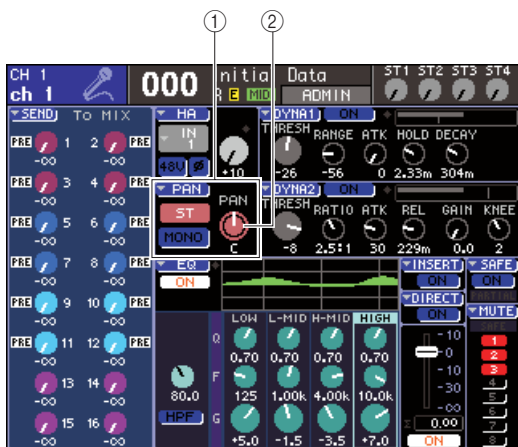 ① ②
CH 1
ch 1
000
nitia Data
R E MID ADMIN
ST1 ST2 ST3 ST4
SEND TO MIX
PRE 1 2 PRE
-∞ -∞
PRE 3 4 PRE
-∞ -∞
PRE 5 6 PRE
-∞ -∞
PRE 7 8 PRE
-∞ -∞
PRE 9 10 PRE
-∞ -∞
PRE 11 12 PRE
-∞ -∞
13 14
-∞ -∞
15 16
-∞ -∞
HA
IN
1
48V Ø
+10
DYNA1 ON
THRESH RANGE ATK HOLD DECAY
-26 -56 0 2.33m 304m
PAN
ST
MONO
PAN
C
DYNA2 ON
THRESH RATIO ATK REL GAIN KNEE
-8 2.5:1 30 229m 0.0 2
EQ
ON
LOW L-MID H-MID HIGH
Q
0.70 0.70 0.70 0.70
F
80.0 125 1.00k 4.00k 10.0k
HPF
G
+5.0 -1.5 -3.5 +7.0
INSERT
ON
DIRECT
ON
-10
-0
-10
-30
-∞
Σ 0.00
ON
SAFE
ON
PARTIAL
MUTE
SAFE
1
2
3
4
5
6
7
8